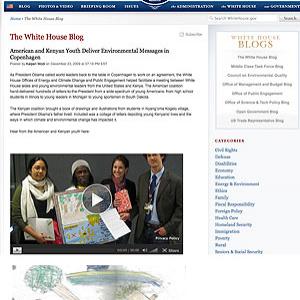 BRIEFING ROOM
PHOTO & VIDEO
ISSUES
the ADMINISTRATION
the WHITE HOUSE
Home • The White House Blog
The White House Blog
American and Kenyan Youth Deliver Environmental Messages in
Copenhagen
Posted by Kalpen Modi on December 23, 2009 at 07:19 PM EST
As President Obama called world leaders back to the table in Copenhagen to work on an agreement, the White
House Offices of Energy and Climate Change and Public Engagement helped facilitate a meeting between White
House aides and young environmental leaders from the United States and Kenya. The American coalition
hand-delivered hundreds of letters to the President from a wide spectrum of young Americans: from high school
students in Illinois to young leaders in Michigan to young sportsmen in South Dakota.
The Kenyan coalition brought a book of drawings and illustrations from students in Nyang'oma Kogelo village,
where President Obama's father lived. Included was a collage of letters depicting young Kenyans' lives and the
ways in which climate and environmental change has impacted it.
Hear from the American and Kenyan youth here:
Privacy Policy
WHITE HOUSE
BLOGS
The White House Blog
Middle Class Task Force Blog
Council on Environmental Quality
Office of Management and Budget Blog
Office of Public Engagement
Office of Science & Tech Policy Blog
Office of Urban Affairs
Open Government Blog
US Trade Representative Blog
CATEGORIES
Civil Rights
Defense
Disabilities
Economy
Education
Energy & Environment
Ethics
Family
Fiscal Responsibility
Foreign Policy
Health Care
Homeland Security
Immigration
Poverty
Rural
Seniors & Social Security